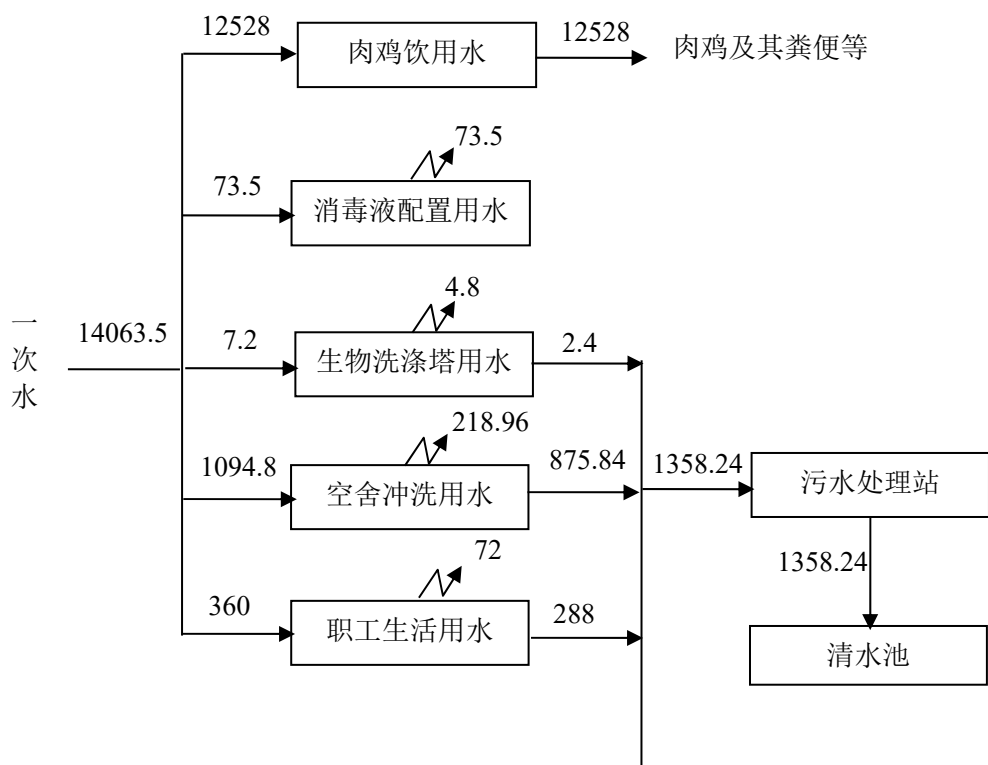 12528
肉鸡饮用水
12528
肉鸡及其粪便等
73.5
73.5
消毒液配置用水
一次水
14063.5
4.8
7.2
生物洗涤塔用水
2.4
218.96
1094.8
空舍冲洗用水
875.84
1358.24
污水处理站
72
1358.24
360
职工生活用水
288
清水池